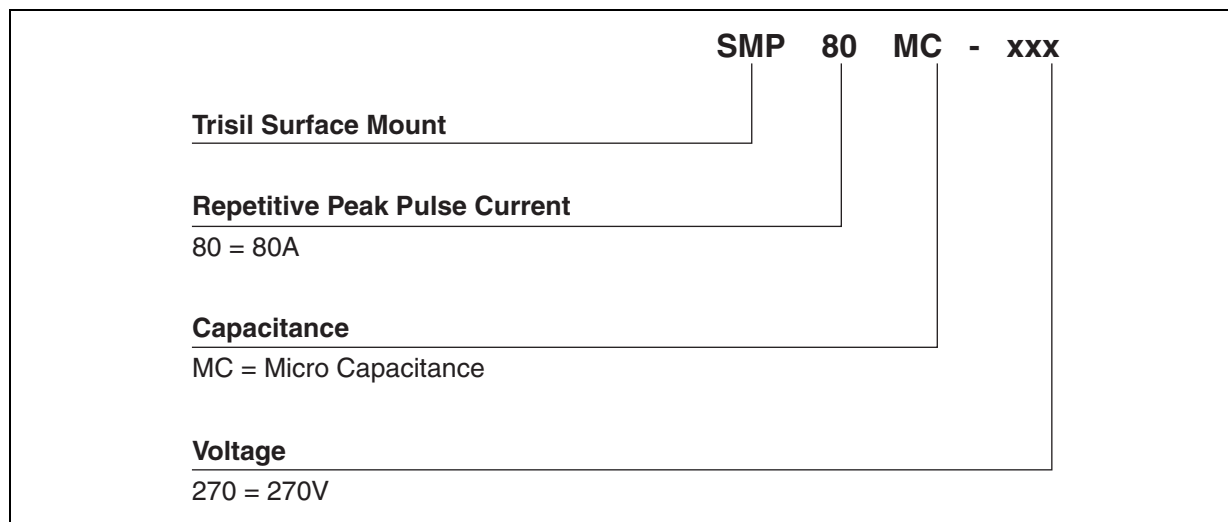 SMP 80 MC - xxx
Trisil Surface Mount
Repetitive Peak Pulse Current
80 = 80A
Capacitance
MC = Micro Capacitance
Voltage
270 = 270V